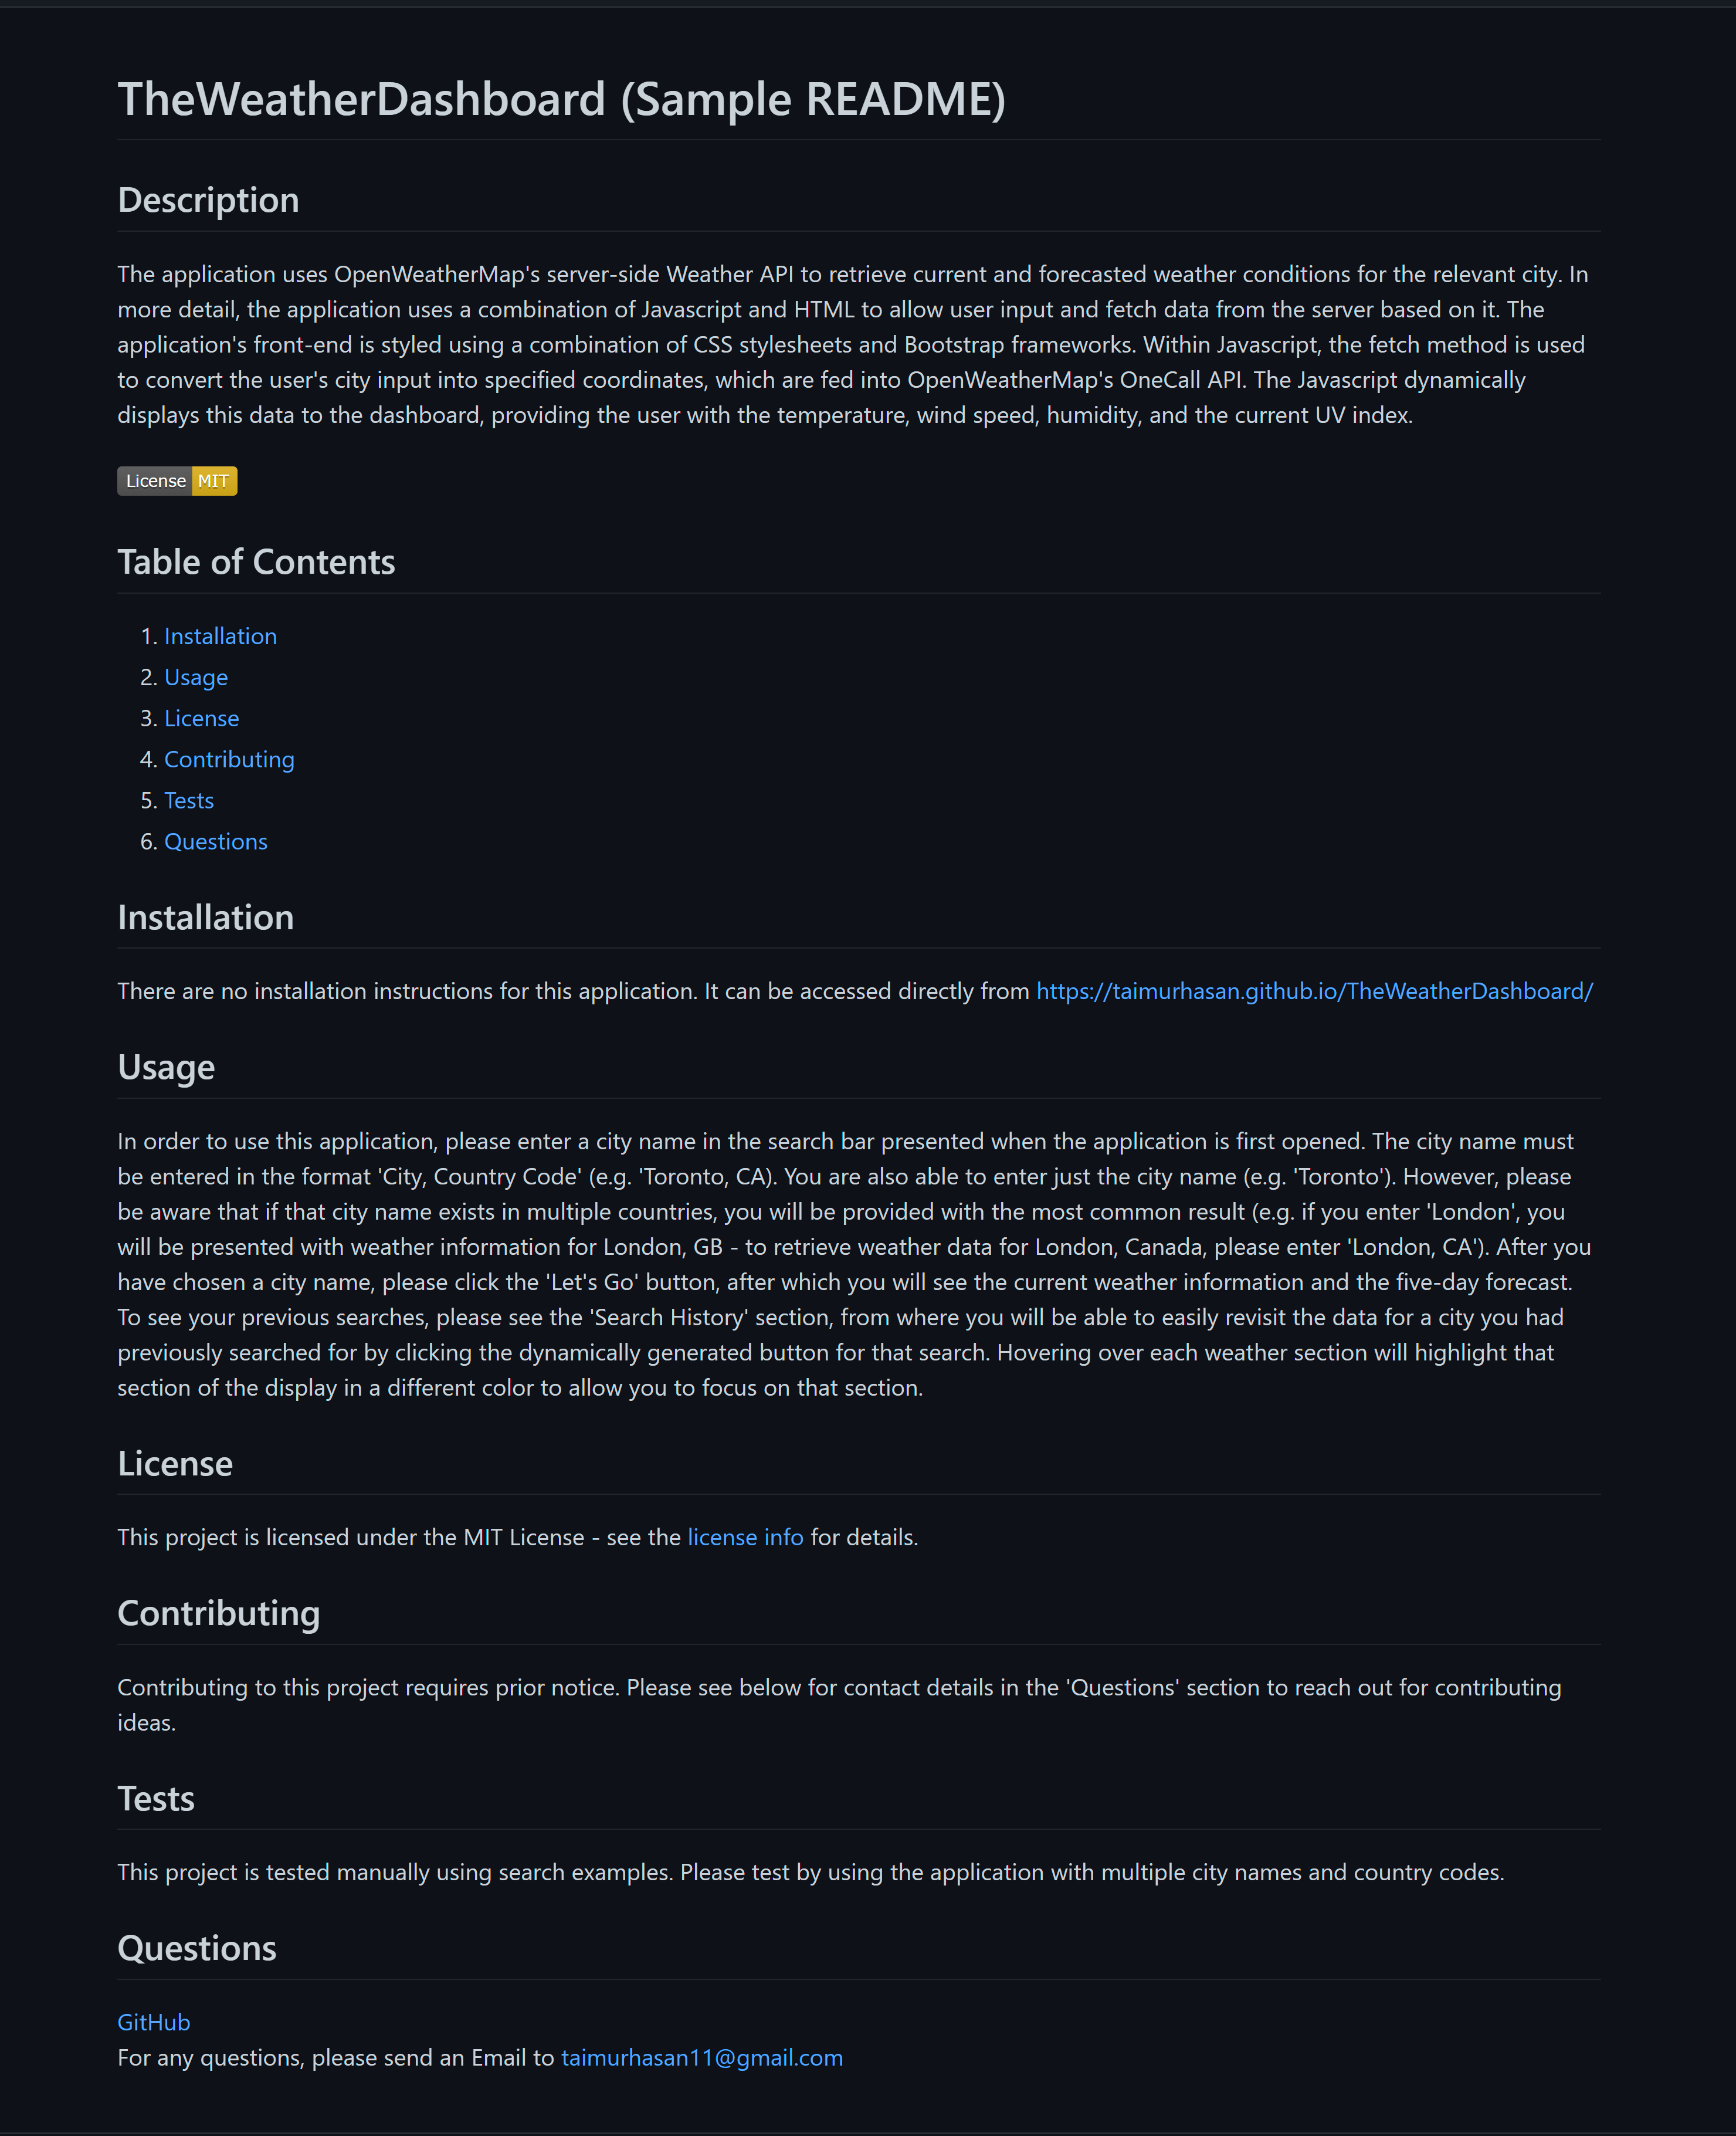 TheWeatherDashboard (Sample README)
Description
The application uses OpenWeatherMap's server-side Weather API to retrieve current and forecasted weather conditions for the relevant city. In
more detail, the application uses a combination of Javascript and HTML to allow user input and fetch data from the server based on it. The
application's front-end is styled using a combination of CSS stylesheets and Bootstrap frameworks. Within Javascript, the fetch method is used
to convert the user's city input into specified coordinates, which are fed into OpenWeatherMap's OneCall API. The Javascript dynamically
displays this data to the dashboard, providing the user with the temperature, wind speed, humidity, and the current UV index.
License MIT
Table of Contents
1. Installation
2. Usage
3. License
4. Contributing
5. Tests
6. Questions
Installation
There are no installation instructions for this application. It can be accessed directly from https://taimurhasan.github.io/TheWeatherDashboard/
Usage
In order to use this application, please enter a city name in the search bar presented when the application is first opened. The city name must
be entered in the format 'City, Country Code' (e.g. 'Toronto, CA). You are also able to enter just the city name (e.g. 'Toronto'). However, please
be aware that if that city name exists in multiple countries, you will be provided with the most common result (e.g. if you enter 'London', you
will be presented with weather information for London, GB - to retrieve weather data for London, Canada, please enter 'London, CA'). After you
have chosen a city name, please click the 'Let's Go' button, after which you will see the current weather information and the five-day forecast.
To see your previous searches, please see the 'Search History' section, from where you will be able to easily revisit the data for a city you had
previously searched for by clicking the dynamically generated button for that search. Hovering over each weather section will highlight that
section of the display in a different color to allow you to focus on that section.
License
This project is licensed under the MIT License - see the license info for details.
Contributing
Contributing to this project requires prior notice. Please see below for contact details in the 'Questions' section to reach out for contributing
ideas.
Tests
This project is tested manually using search examples. Please test by using the application with multiple city names and country codes.
Questions
GitHub
For any questions, please send an Email to taimurhasan11@gmail.com